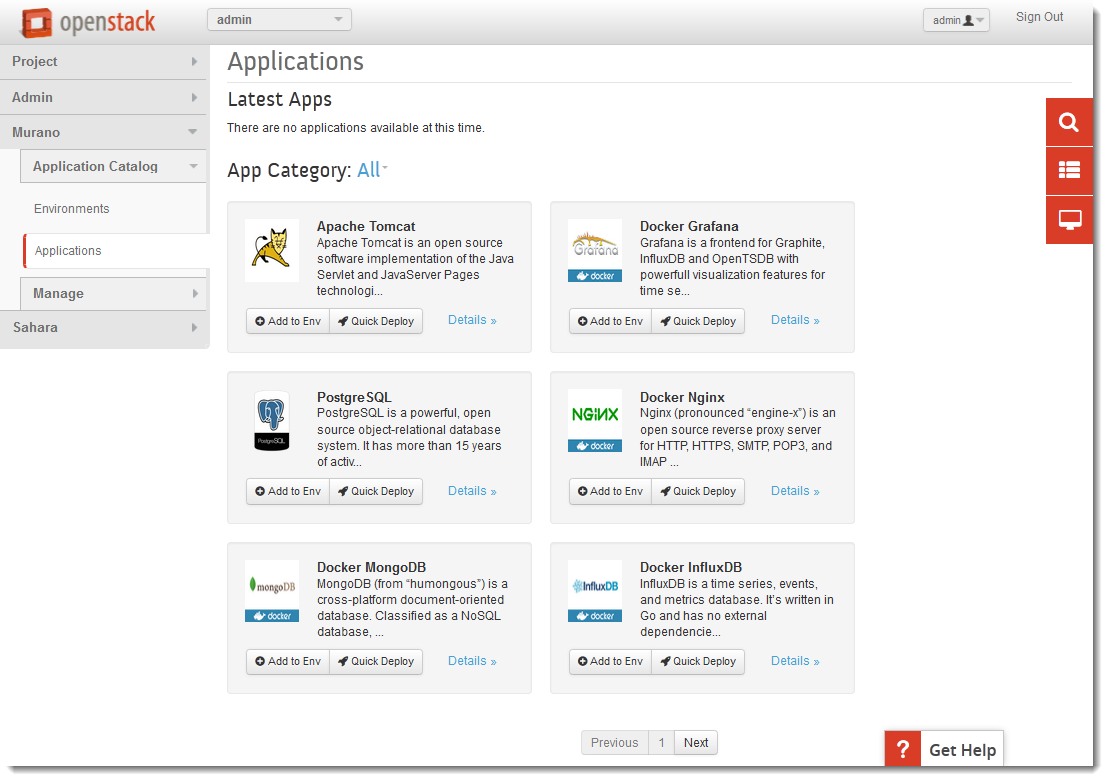 openstack
admin
admin
Sign Out
Project
Admin
Murano
Application Catalog
Environments
Applications
Manage
Sahara
Applications
Latest Apps
There are no applications available at this time.
App Category: All
Apache Tomcat
Apache Tomcat is an open source
software implementation of the Java
Servlet and JavaServer Pages
technologi...
Add to Env
Quick Deploy
Details »
Grafana
docker
Docker Grafana
Grafana is a frontend for Graphite,
InfluxDB and OpenTSDB with
powerfull visualization features for
time se...
Add to Env
Quick Deploy
Details »
PostgreSQL
PostgreSQL
PostgreSQL is a powerful, open
source object-relational database
system. It has more than 15 years
of activ...
Add to Env
Quick Deploy
Details »
NGiNX
docker
Docker Nginx
Nginx (pronounced “engine-x”) is an
open source reverse proxy server
for HTTP, HTTPS, SMTP, POP3, and
IMAP ...
Add to Env
Quick Deploy
Details »
mongoDB
docker
Docker MongoDB
MongoDB (from “humongous”) is a
cross-platform document-oriented
database. Classified as a NoSQL
database, ...
Add to Env
Quick Deploy
Details »
InfluxDB
docker
Docker InfluxDB
InfluxDB is a time series, events,
and metrics database. It’s written in
Go and has no external
dependencie...
Add to Env
Quick Deploy
Details »
Previous
1
Next
? Get Help